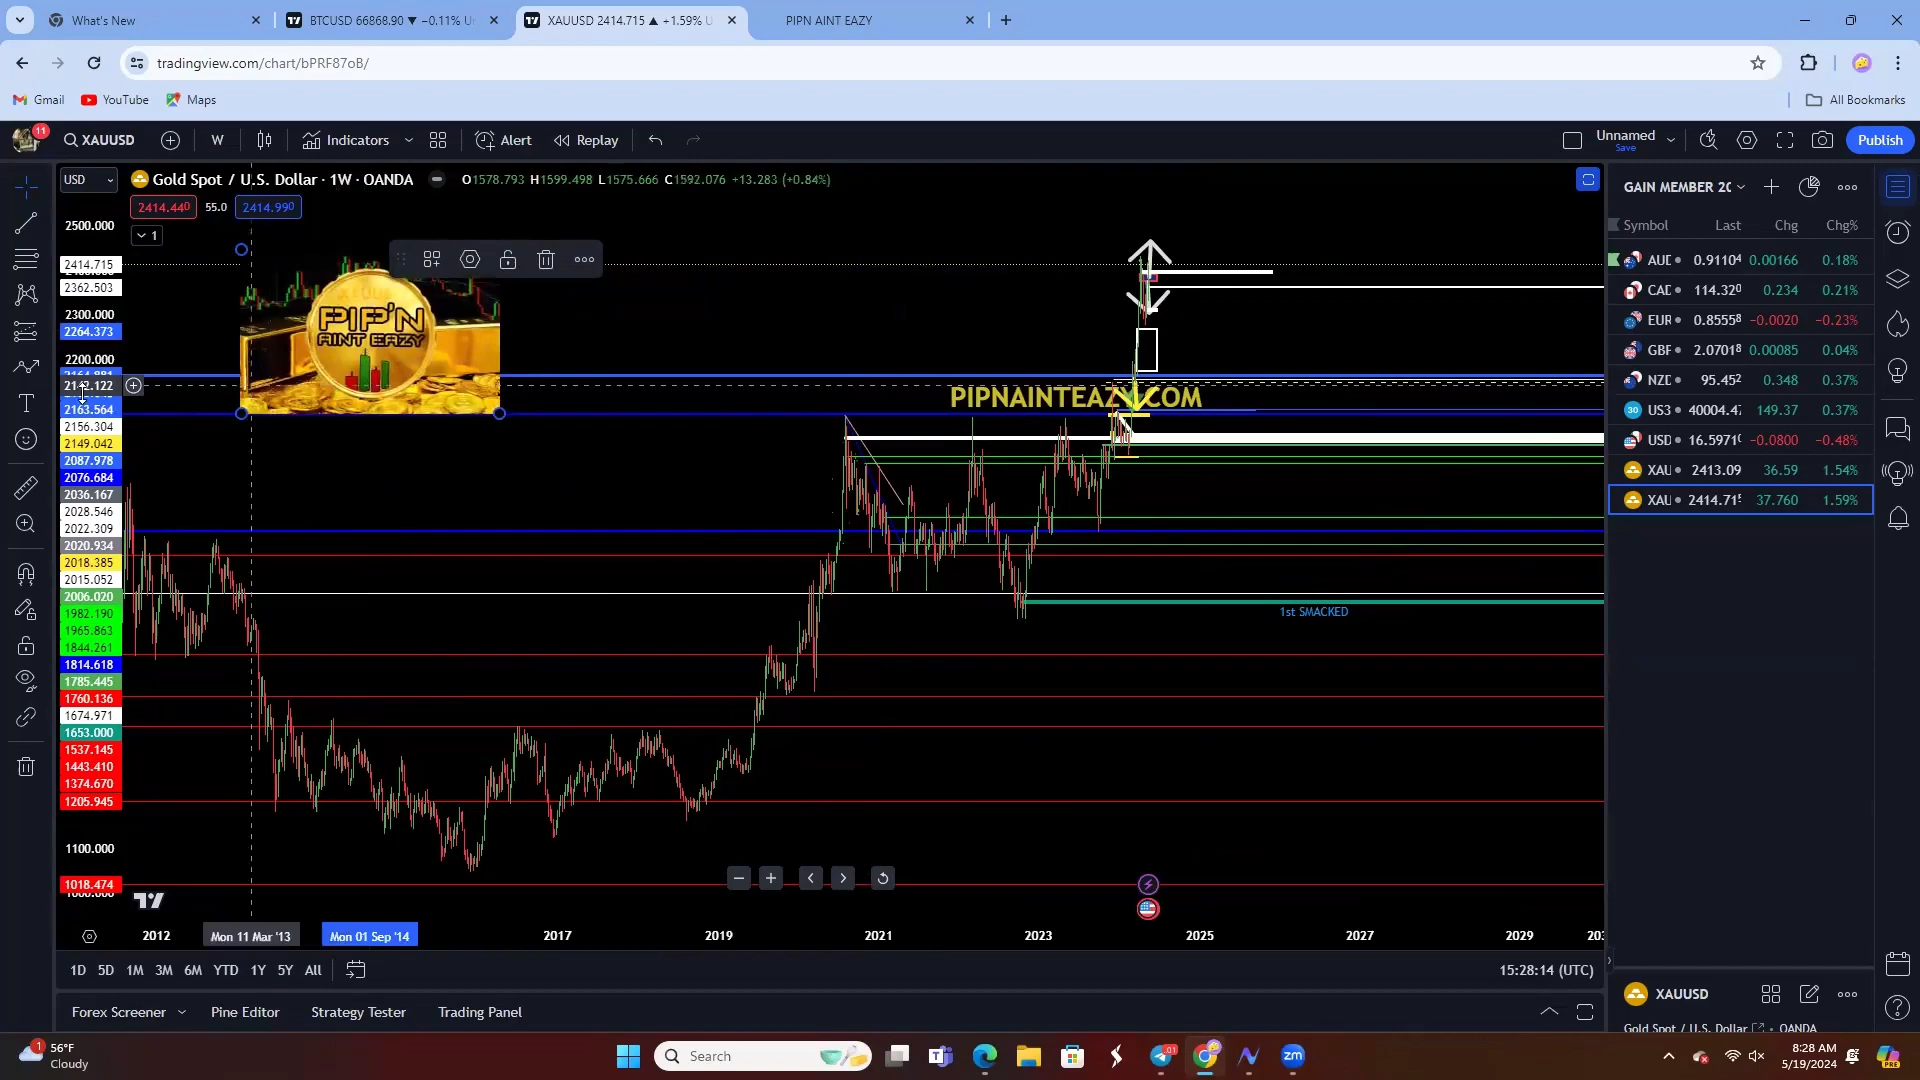 What's New
BTCUSD 66868.90 ▼ −0.11% U
XAUUSD 2414.715 ▲ +1.59% U
PIPN AINT EAZY
tradingview.com/chart/bPRF87oB/
Gmail YouTube Maps All Bookmarks
11 XAUUSD W Indicators Alert Replay Unnamed Save Publish
USD
Gold Spot / U.S. Dollar · 1W · OANDA O1578.793 H1599.498 L1575.666 C1592.076 +13.283 (+0.84%)
2414.440 55.0 2414.990
1
2500.000
2414.715
2362.503
2300.000
2264.373
2200.000
2163.564
2156.304
2149.042
2087.978
2076.684
2036.167
2028.546
2022.309
2020.934
2018.385
2015.052
2006.020
1982.190
1965.863
1844.261
1814.618
1785.445
1760.136
1674.971
1653.000
1537.145
1443.410
1374.670
1205.945
1100.000
1018.474
PIP'N
AINT EAZY
PIPNAINTEAZY.COM
1st SMACKED
2012 Mon 11 Mar '13 Mon 01 Sep '14 2017 2019 2021 2023 2025 2027 2029
1D 5D 1M 3M 6M YTD 1Y 5Y All 15:28:14 (UTC)
Forex Screener Pine Editor Strategy Tester Trading Panel
GAIN MEMBER 20
Symbol Last Chg Chg%
AUD 0.91104 0.00166 0.18%
CAD 114.320 0.234 0.21%
EUR 0.85558 −0.0020 −0.23%
GBP 2.07018 0.00085 0.04%
NZD 95.452 0.348 0.37%
30 US3 40004.47 149.37 0.37%
USD 16.5971 −0.0800 −0.48%
XAU 2413.09 36.59 1.54%
XAU 2414.715 37.760 1.59%
XAUUSD
Gold Spot / U.S. Dollar · OANDA
1 56°F
Cloudy
Search
zm
8:28 AM
5/19/2024